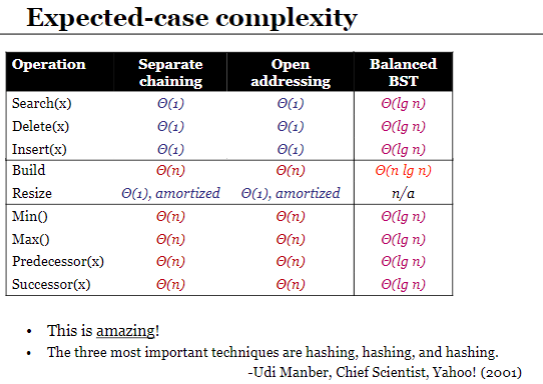 Expected-case complexity
Operation Separate chaining Open addressing Balanced BST
Search(x) Θ(1) Θ(1) Θ(lg n)
Delete(x) Θ(1) Θ(1) Θ(lg n)
Insert(x) Θ(1) Θ(1) Θ(lg n)
Build Θ(n) Θ(n) Θ(n lg n)
Resize Θ(1), amortized Θ(1), amortized n/a
Min() Θ(n) Θ(n) Θ(lg n)
Max() Θ(n) Θ(n) Θ(lg n)
Predecessor(x) Θ(n) Θ(n) Θ(lg n)
Successor(x) Θ(n) Θ(n) Θ(lg n)
• This is amazing!
• The three most important techniques are hashing, hashing, and hashing.
-Udi Manber, Chief Scientist, Yahoo! (2001)